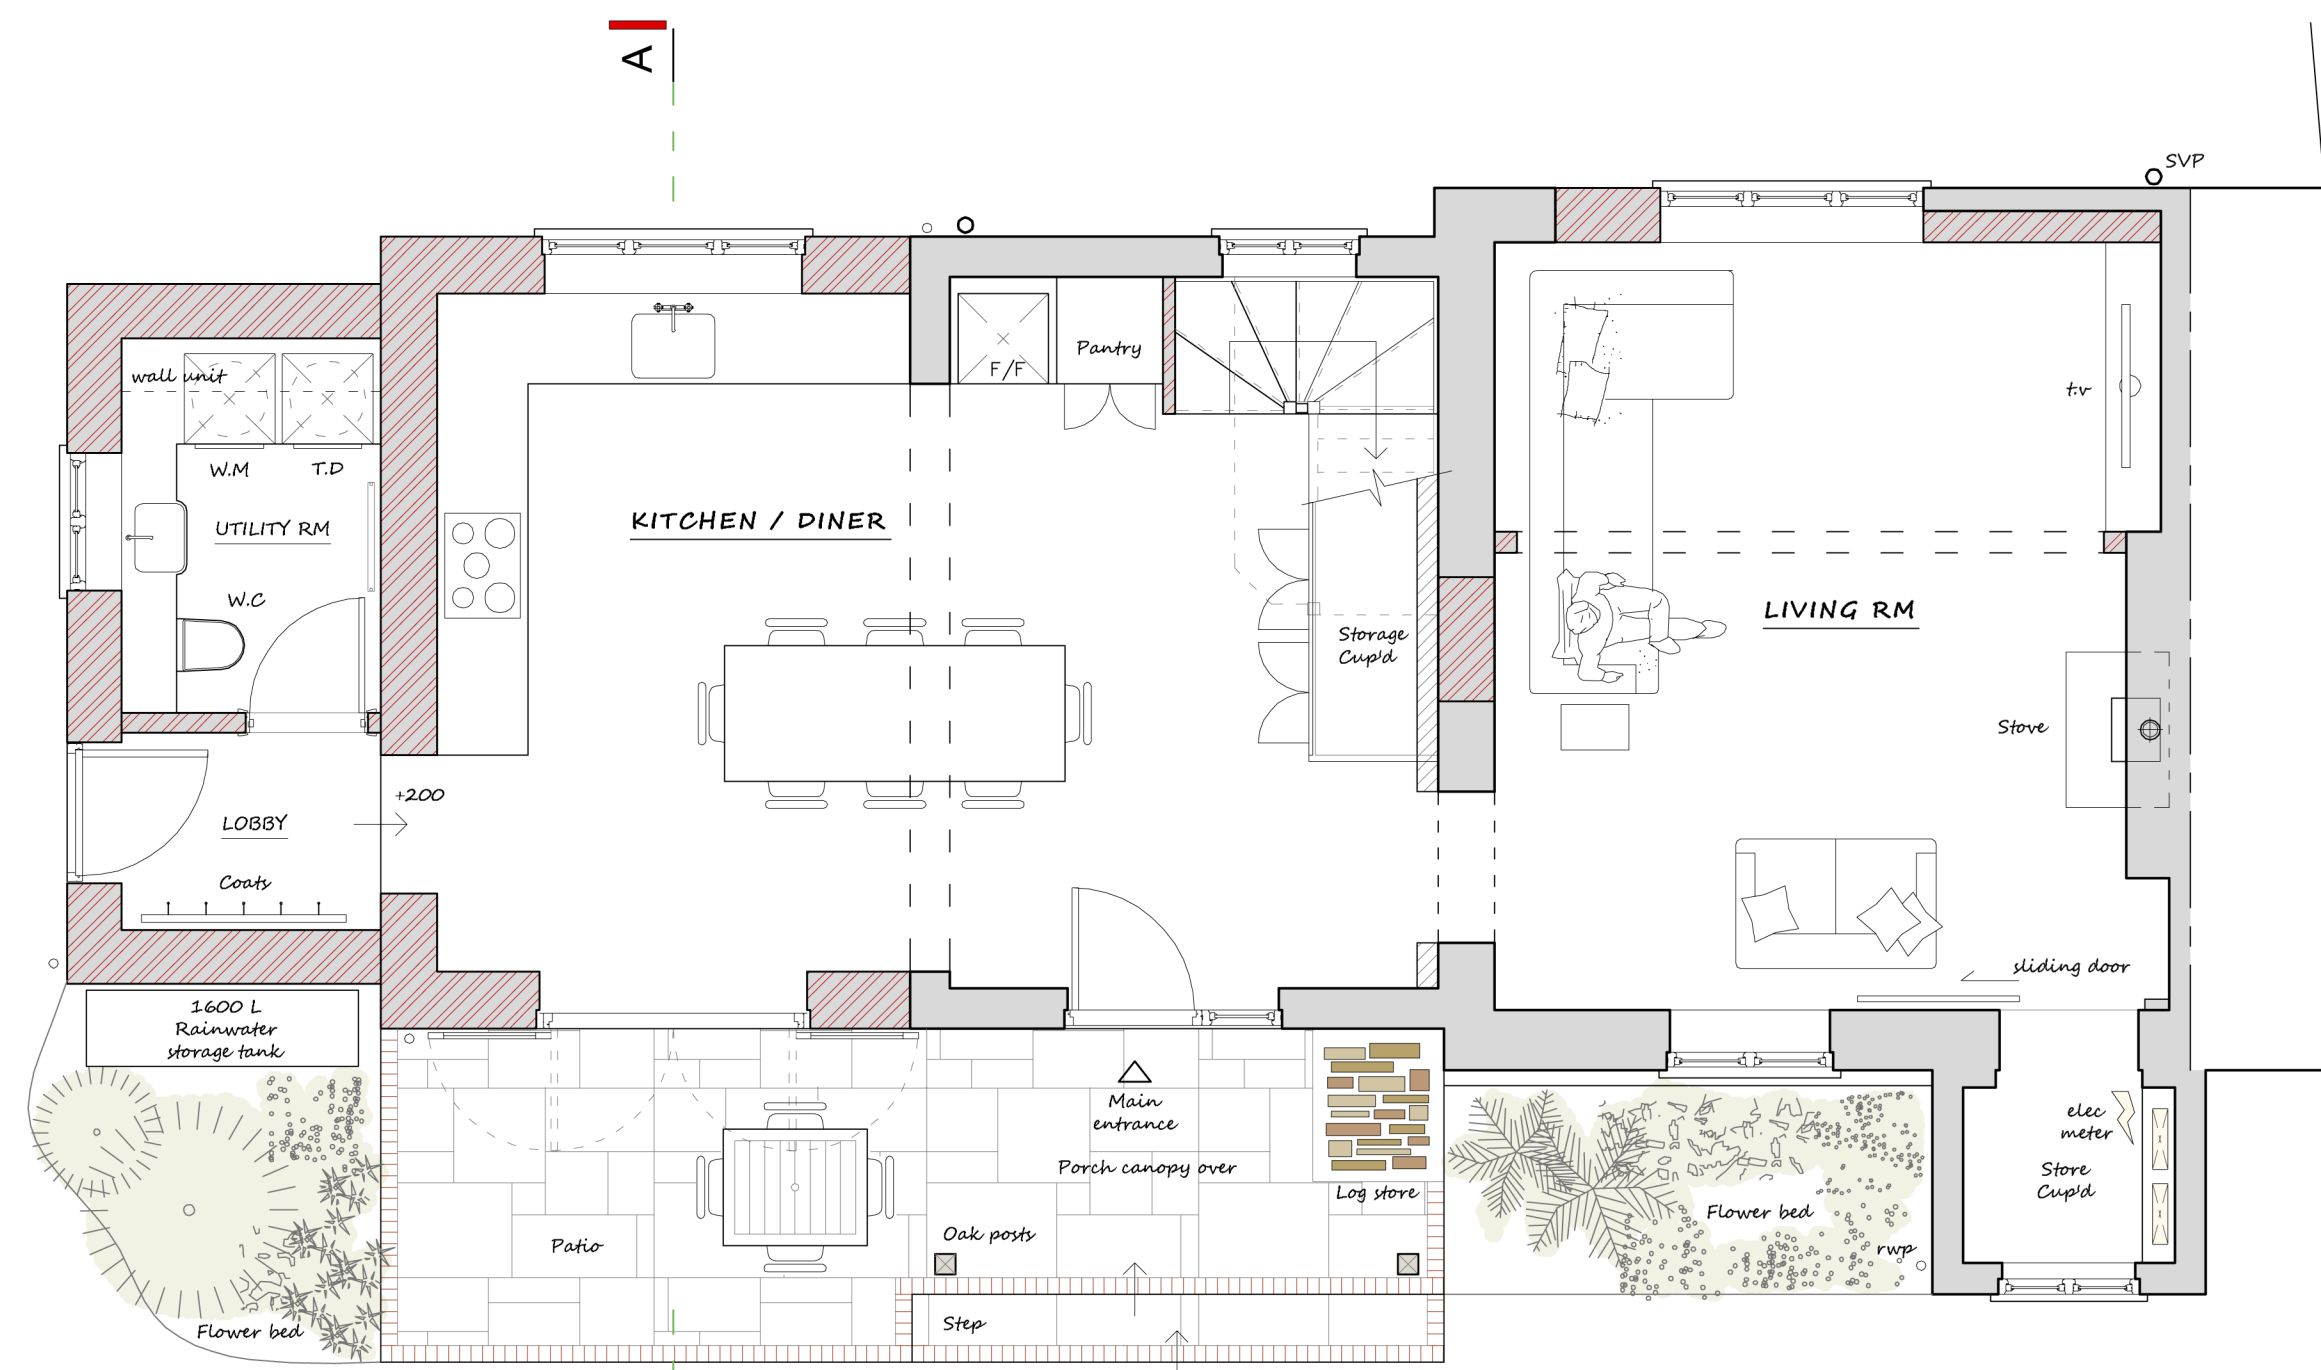 A
SVP
F/F
Pantry
wall unit
t.v
W.M
T.D
UTILITY RM
KITCHEN / DINER
W.C
LIVING RM
Storage
Cup'd
Stove
+200
LOBBY
Coats
sliding door
1600 L
Rainwater
storage tank
Main
entrance
Porch canopy over
Log store
elec
meter
Store
Cup'd
Flower bed
rwp
Oak posts
Patio
Step
Flower bed